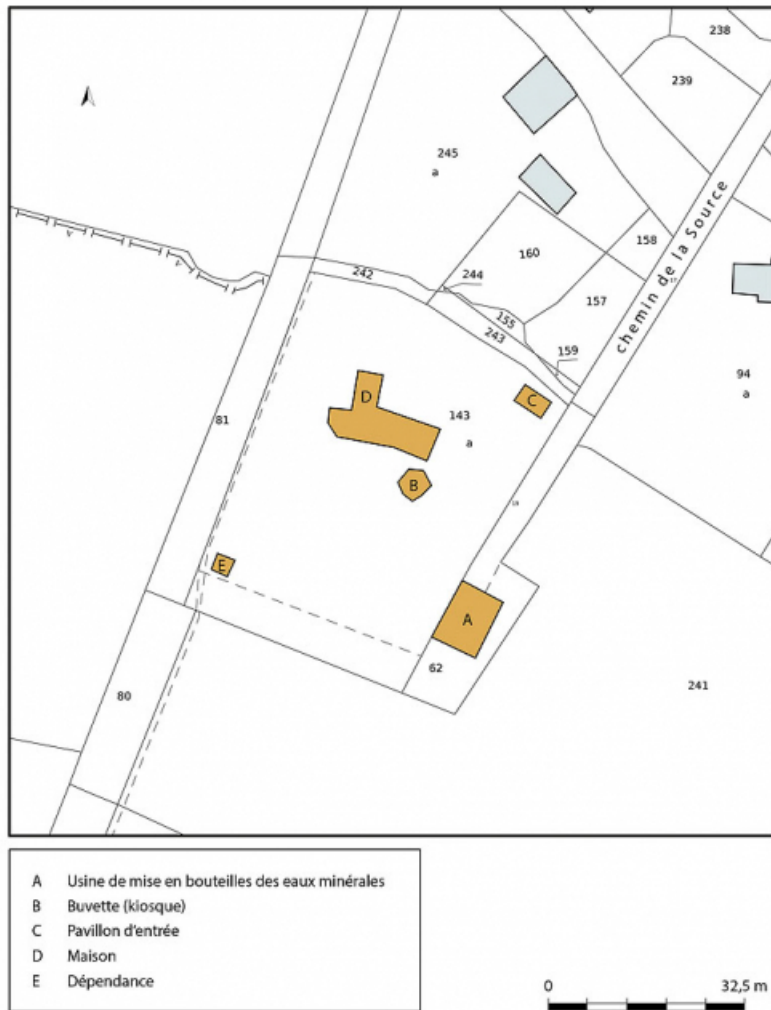 238
239
245
a
chemin de la Source
158
160
244
242
157
155
243
159
94
a
D
C
143
a
81
B
E
A
62
241
80
A Usine de mise en bouteilles des eaux minérales
B Buvette (kiosque)
C Pavillon d'entrée
D Maison
E Dépendance
0 32,5 m